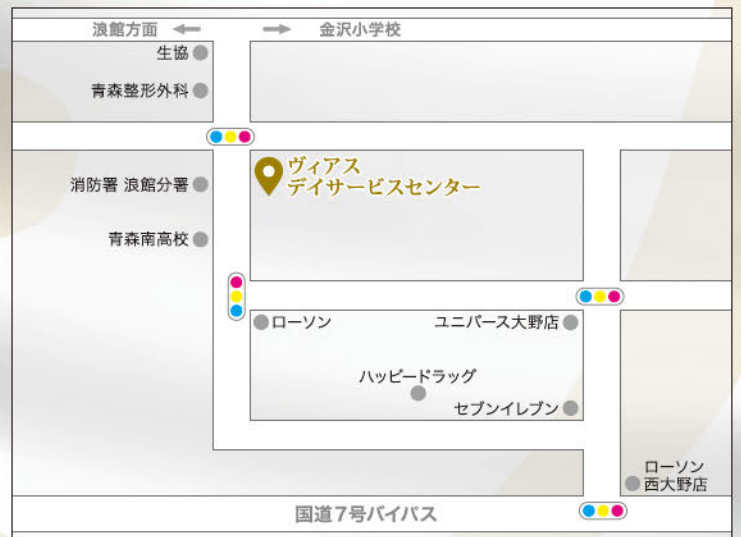 浪館方面
金沢小学校
生協
青森整形外科
ヴィアス
デイサービスセンター
消防署 浪館分署
青森南高校
ローソン
ユニバース大野店
ハッピードラッグ
セブンイレブン
ローソン
西大野店
国道7号バイパス